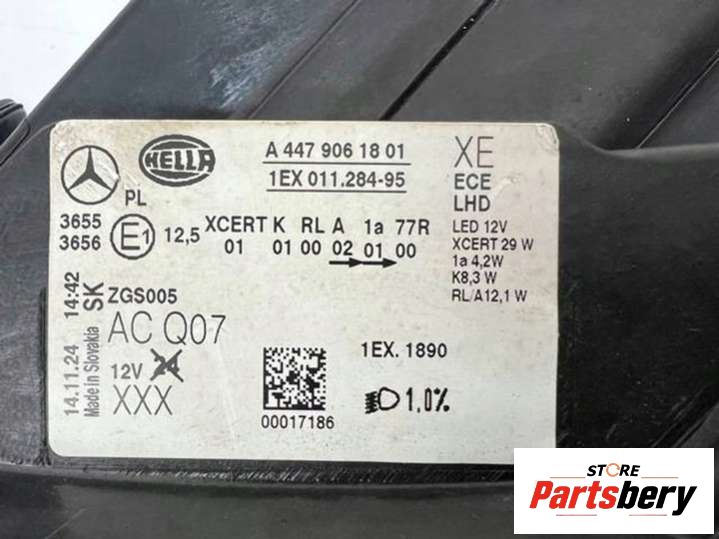 HELLA
A 447 906 18 01
1EX 011.284-95
XE
ECE
LHD
PL
3655
3656
E1
12,5
XCERT K RL A 1a 77R
01 01 00 02 01 00
LED 12V
XCERT 29 W
1a 4,2W
K8,3 W
RL/A12,1 W
14.11.24 14:42
Made in Slovakia SK
ZGS005
AC Q07
12V 24
XXX
1EX. 1890
1,0%
00017186
STORE
Partsbery